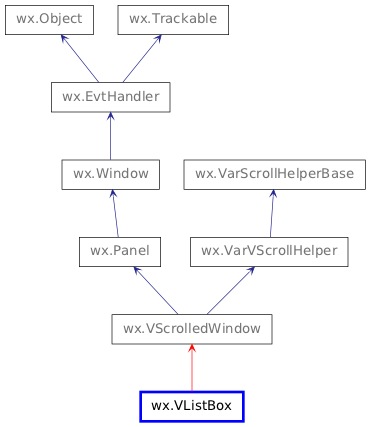 wx.Object
wx.Trackable
wx.EvtHandler
wx.Window
wx.VarScrollHelperBase
wx.Panel
wx.VarVScrollHelper
wx.VScrolledWindow
wx.VListBox